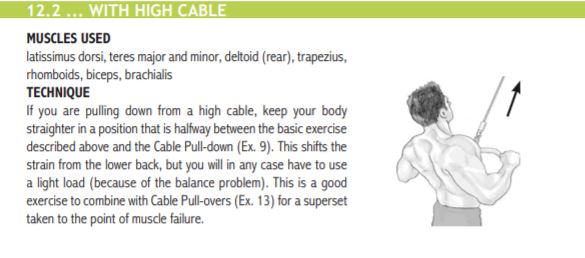 12.2 ... WITH HIGH CABLE
MUSCLES USED
latissimus dorsi, teres major and minor, deltoid (rear), trapezius,
rhomboids, biceps, brachialis
TECHNIQUE
If you are pulling down from a high cable, keep your body
straighter in a position that is halfway between the basic exercise
described above and the Cable Pull-down (Ex. 9). This shifts the
strain from the lower back, but you will in any case have to use
a light load (because of the balance problem). This is a good
exercise to combine with Cable Pull-overs (Ex. 13) for a superset
taken to the point of muscle failure.